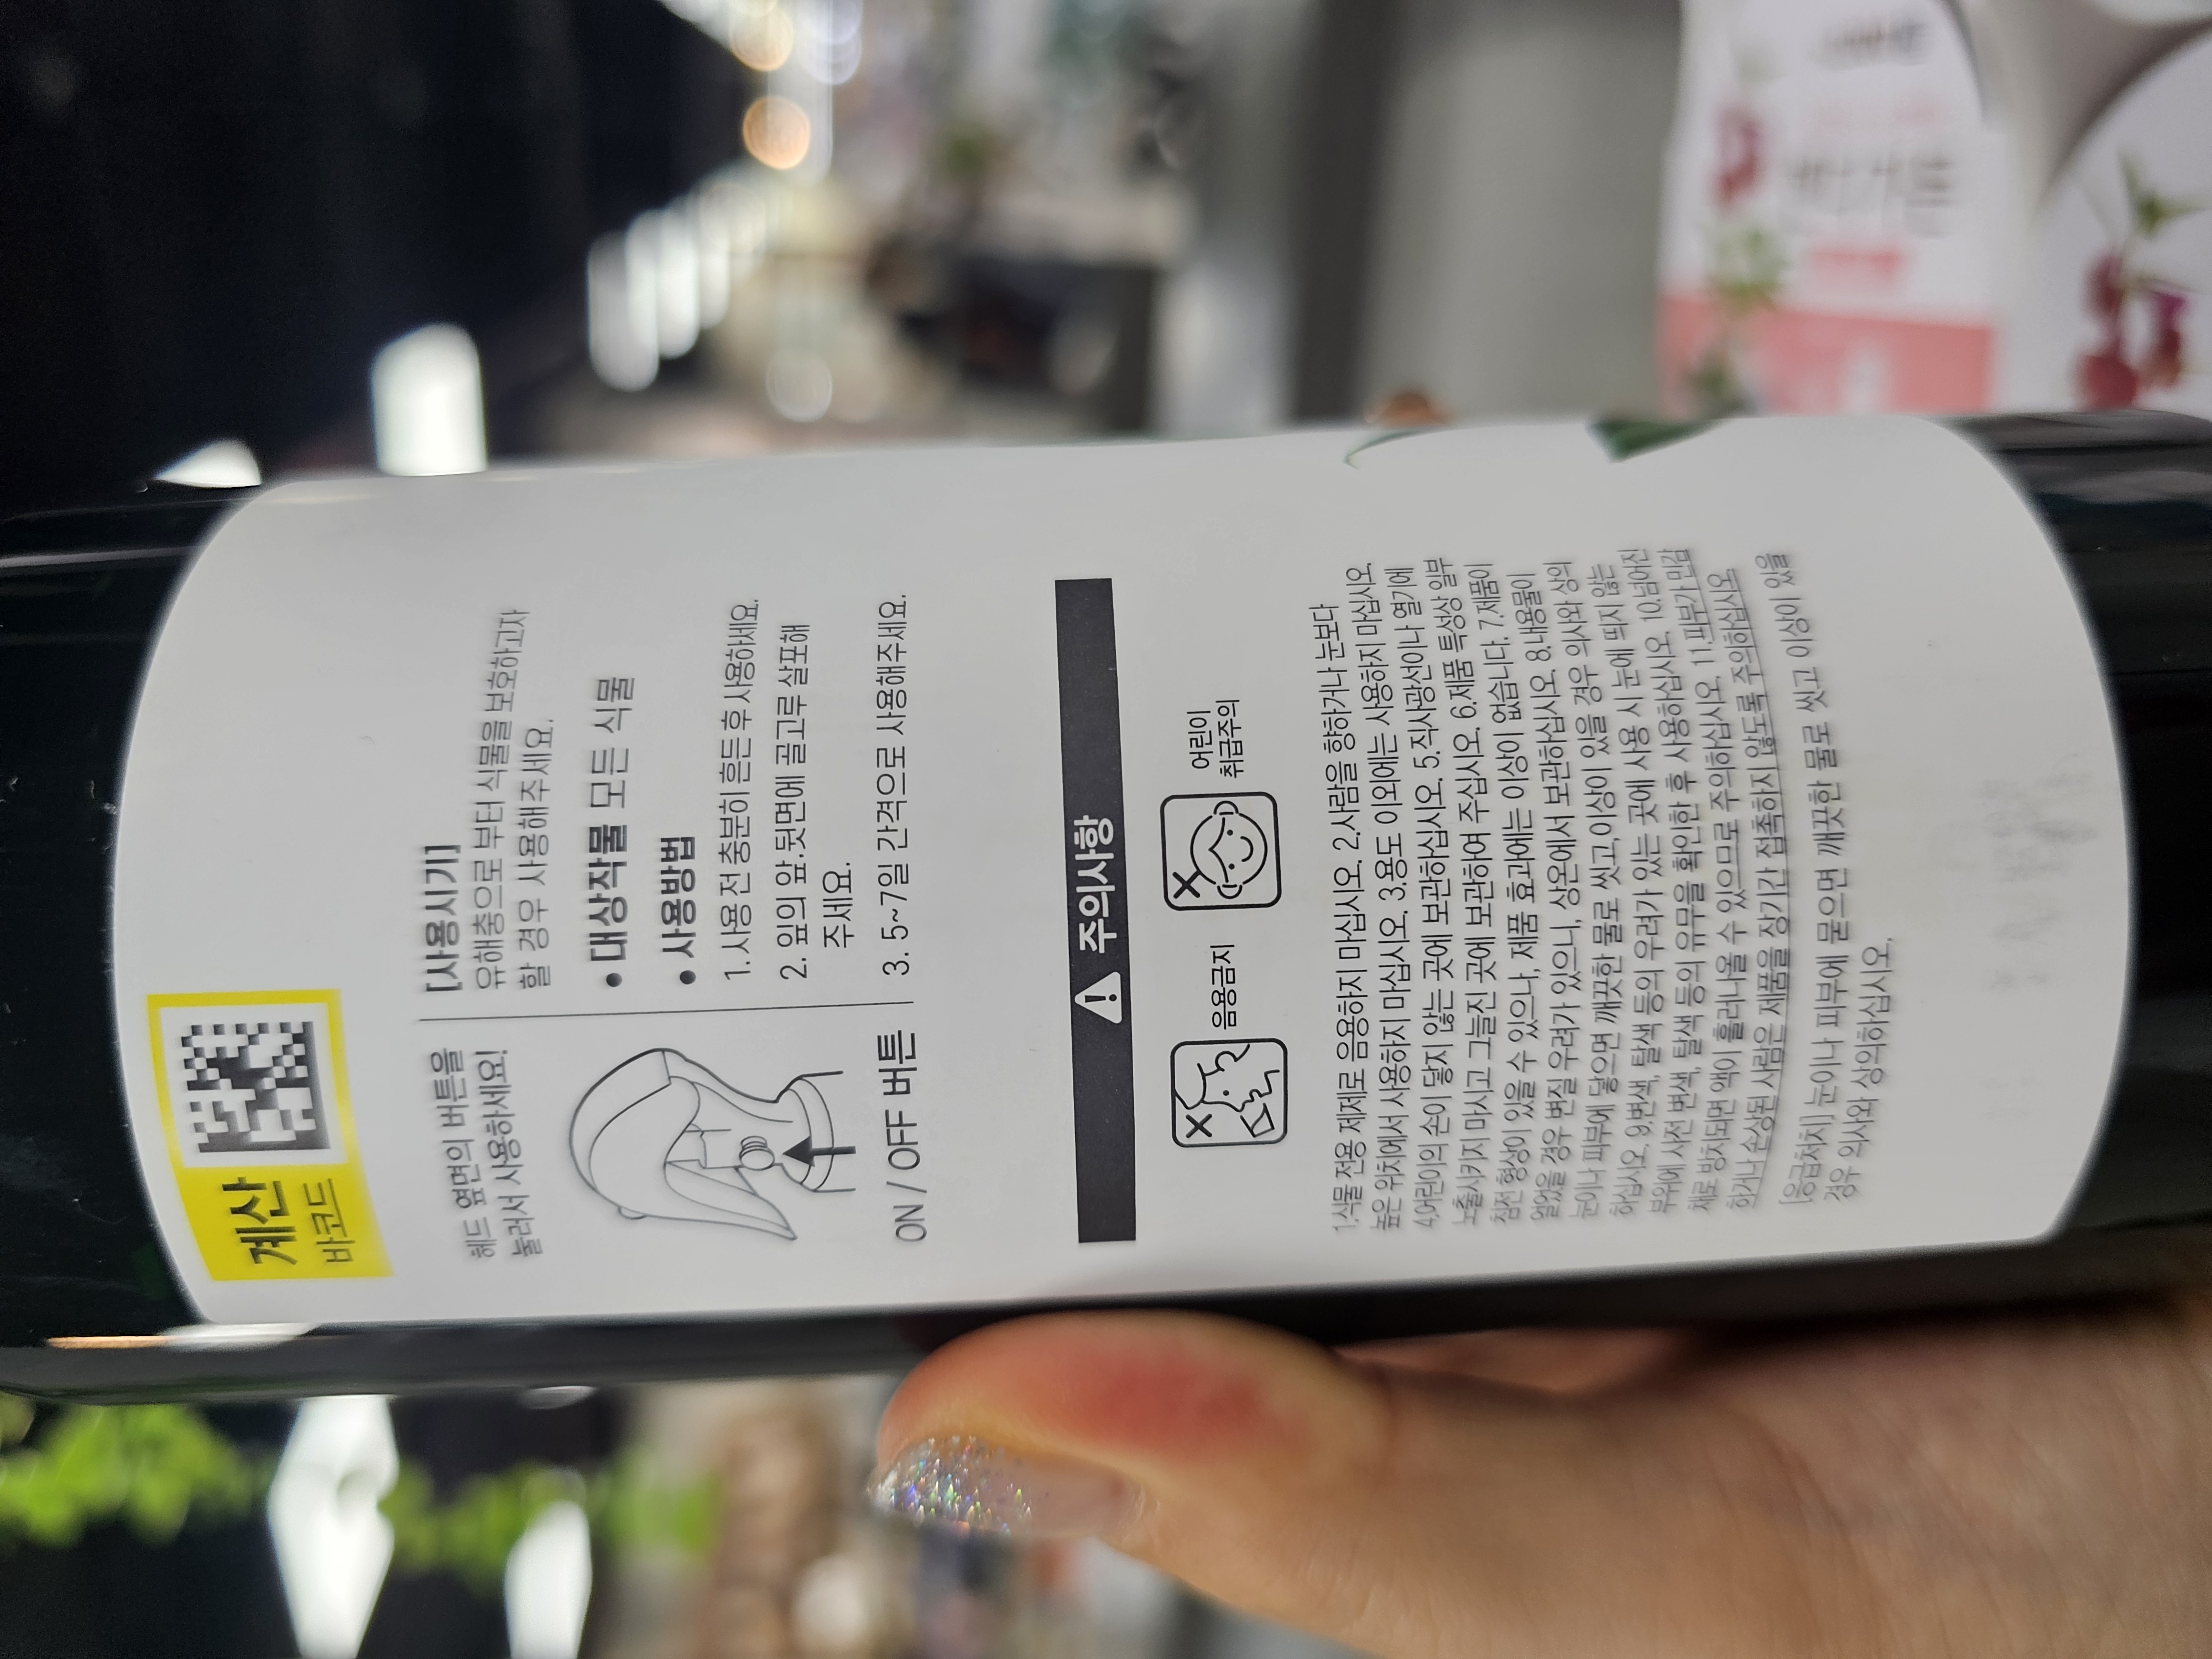 계산
바코드
헤드 옆면의 버튼을
눌러서 사용하세요!
ON / OFF 버튼
[사용시기]
유해충으로 부터 식물을 보호하고자
할 경우 사용해주세요.
• 대상작물 모든 식물
• 사용방법
1. 사용 전 충분히 흔든 후 사용하세요.
2. 잎의 앞.뒷면에 골고루 살포해
주세요.
3. 5~7일 간격으로 사용해주세요.
주의사항
음용금지
어린이
취급주의
1.식물 전용 제제로 음용하지 마십시오. 2.사람을 향하거나 눈보다
높은 위치에서 사용하지 마십시오. 3.용도 이외에는 사용하지 마십시오.
4.어린이의 손이 닿지 않는 곳에 보관하십시오. 5.직사광선이나 열기에
노출시키지 마시고 그늘진 곳에 보관하여 주십시오. 6.제품 특성상 일부
침전 형상이 있을 수 있으나, 제품 효과에는 이상이 없습니다. 7.제품이
얼었을 경우 변질 우려가 있으니, 상온에서 보관하십시오. 8.내용물이
눈이나 피부에 닿으면 깨끗한 물로 씻고,이상이 있을 경우 의사와 상의
하십시오. 9.변색, 탈색 등의 우려가 있는 곳에 사용 시 눈에 띄지 않는
부위에 사전 변색, 탈색 등의 유무을 확인한 후 사용하십시오. 10.넘어진
채로 방치되면 액이 흘러나올 수 있으므로 주의하십시오. 11.피부가 민감
하거나 손상된 사람은 제품을 장기간 접촉하지 않도록 주의하십시오.
[응급처치] 눈이나 피부에 묻으면 깨끗한 물로 씻고 이상이 있을
경우 의사와 상의하십시오.